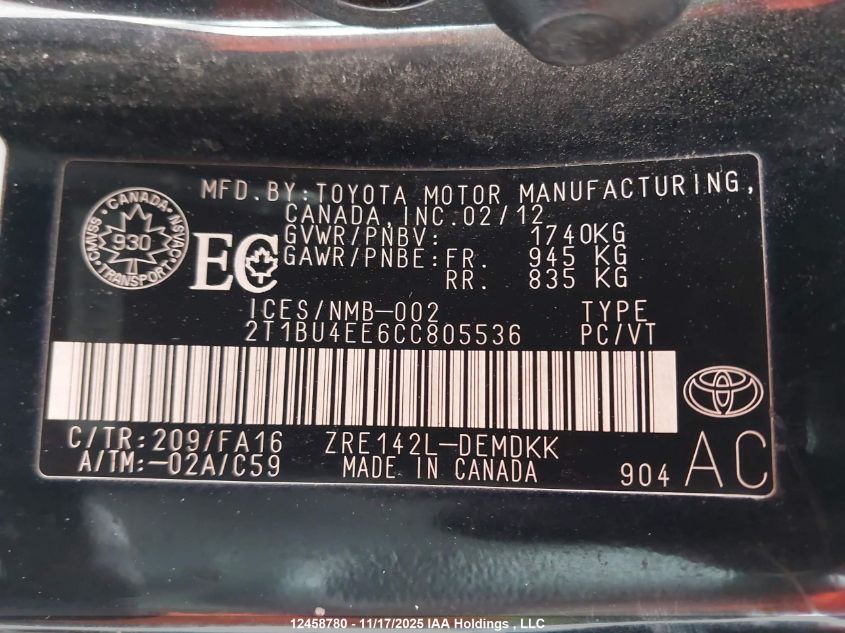 MFD. BY: TOYOTA MOTOR MANUFACTURING,
CANADA, INC. 02/12
GVWR/PNBV: 1740KG
GAWR/PNBE: FR. 945 KG
RR. 835 KG
CANADA · NSVAC · TRANSPORT · CMVSS
930
EC
ICES/NMB-002 TYPE
2T1BU4EE6CC805536 PC/VT
C/TR: 209/FA16 ZRE142L-DEMDKK
A/TM: -02A/C59 MADE IN CANADA 904 AC
12458780 - 11/17/2025 IAA Holdings , LLC